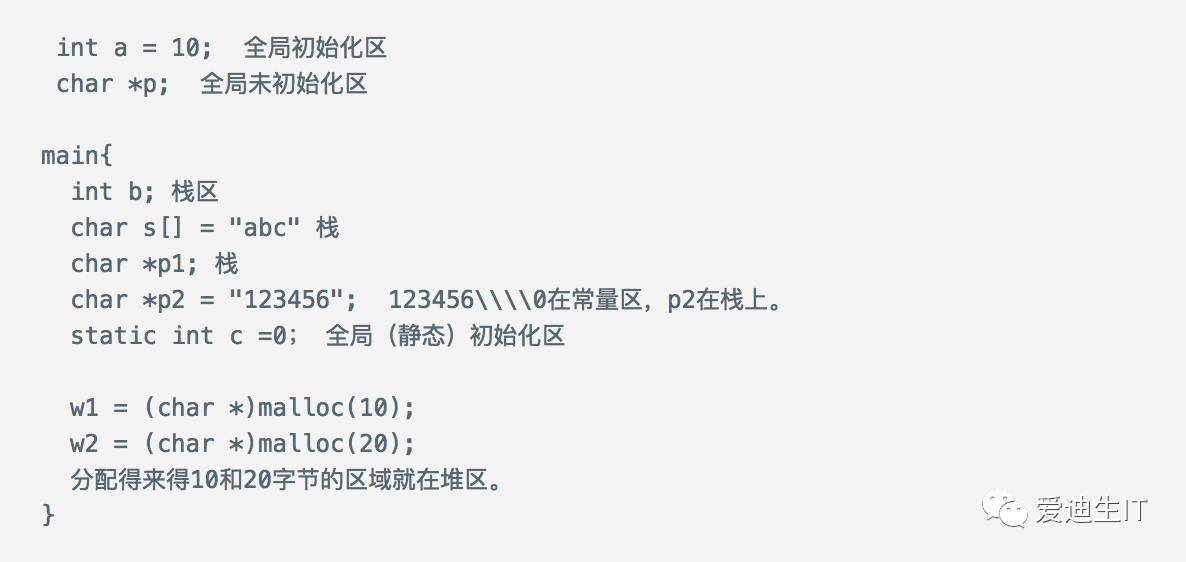 int a = 10;  全局初始化区
char *p;  全局未初始化区
main{
int b; 栈区
char s[] = "abc" 栈
char *p1; 栈
char *p2 = "123456";  123456\\\\0在常量区，p2在栈上。
static int c =0； 全局（静态）初始化区
w1 = (char *)malloc(10);
w2 = (char *)malloc(20);
分配得来得10和20字节的区域就在堆区。
}
爱迪生IT